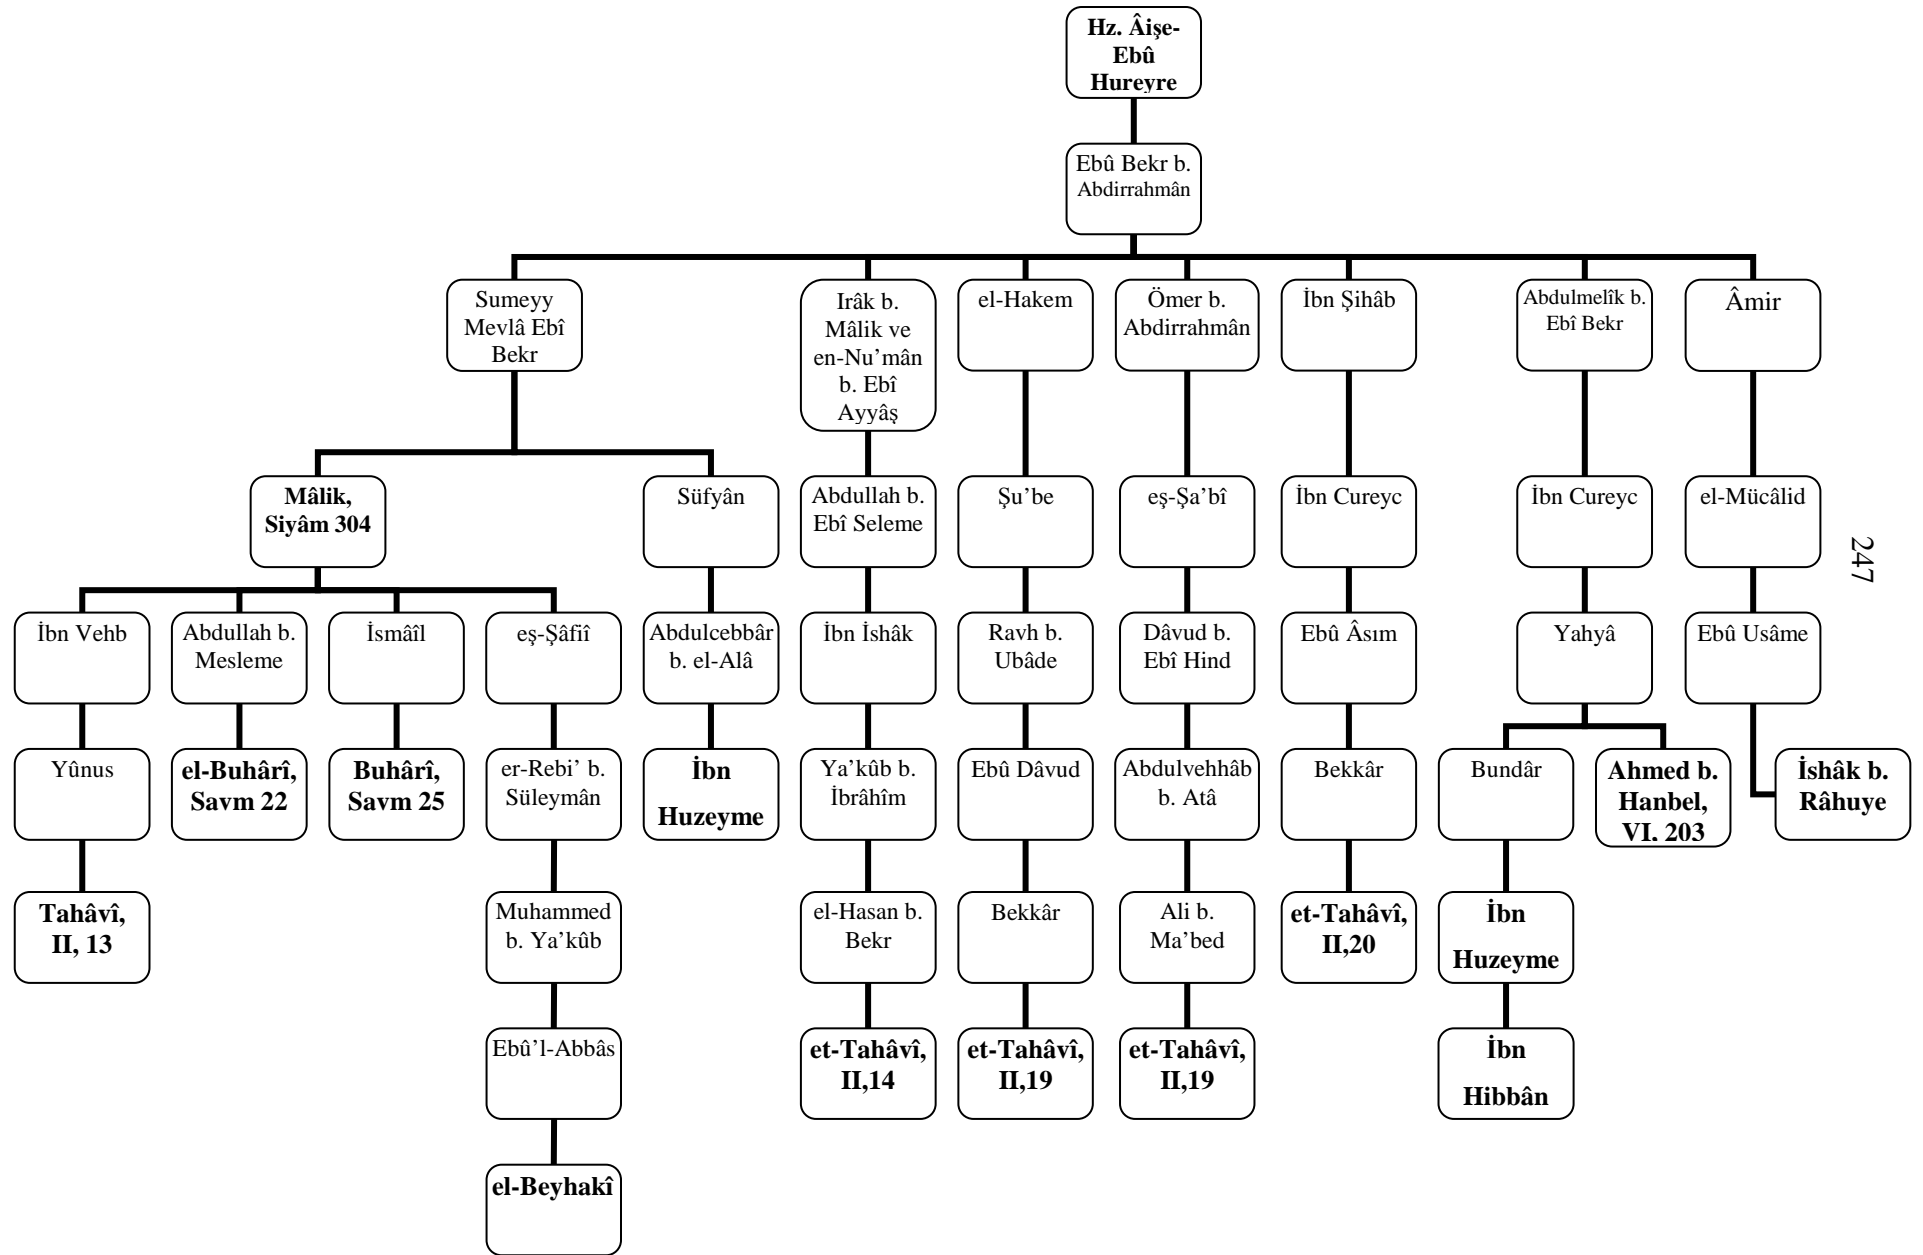 Hz. Âişe-
Ebû
Hureyre
Ebû Bekr b.
Abdirrahmân
Sumeyy
Mevlâ Ebî
Bekr
Irâk b.
Mâlik ve
en-Nu’mân
b. Ebî
Ayyâş
el-Hakem
Ömer b.
Abdirrahmân
İbn Şihâb
Abdulmelîk b.
Ebî Bekr
Âmir
Mâlik,
Siyâm 304
Süfyân
Abdullah b.
Ebî Seleme
Şu’be
eş-Şa’bî
İbn Cureyc
İbn Cureyc
el-Mücâlid
247
İbn Vehb
Abdullah b.
Mesleme
İsmâîl
eş-Şâfiî
Abdulcebbâr
b. el-Alâ
İbn İshâk
Ravh b.
Ubâde
Dâvud b.
Ebî Hind
Ebû Âsım
Yahyâ
Ebû Usâme
Yûnus
el-Buhârî,
Savm 22
Buhârî,
Savm 25
er-Rebi’ b.
Süleymân
İbn
Huzeyme
Ya’kûb b.
İbrâhîm
Ebû Dâvud
Abdulvehhâb
b. Atâ
Bekkâr
Bundâr
Ahmed b.
Hanbel,
VI, 203
İshâk b.
Râhuye
Tahâvî,
II, 13
Muhammed
b. Ya’kûb
el-Hasan b.
Bekr
Bekkâr
Ali b.
Ma’bed
et-Tahâvî,
II,20
İbn
Huzeyme
Ebû’l-Abbâs
et-Tahâvî,
II,14
et-Tahâvî,
II,19
et-Tahâvî,
II,19
İbn
Hibbân
el-Beyhakî